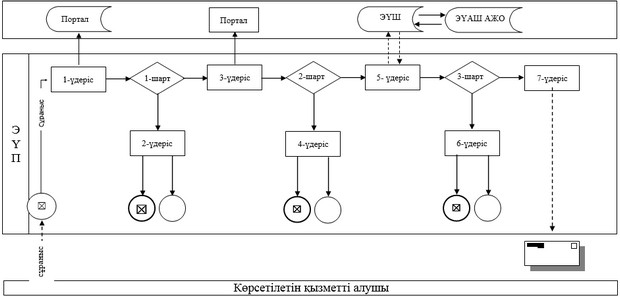 Портал
Портал
ЭҮШ
ЭҮАШ АЖО
1-үдеріс
1-шарт
3-үдеріс
2-шарт
5- үдеріс
3-шарт
7-үдеріс
сұраныс
Э
Ү
П
2-үдеріс
4-үдеріс
6-үдеріс
сұраныс
Көрсетілетін қызметті алушы